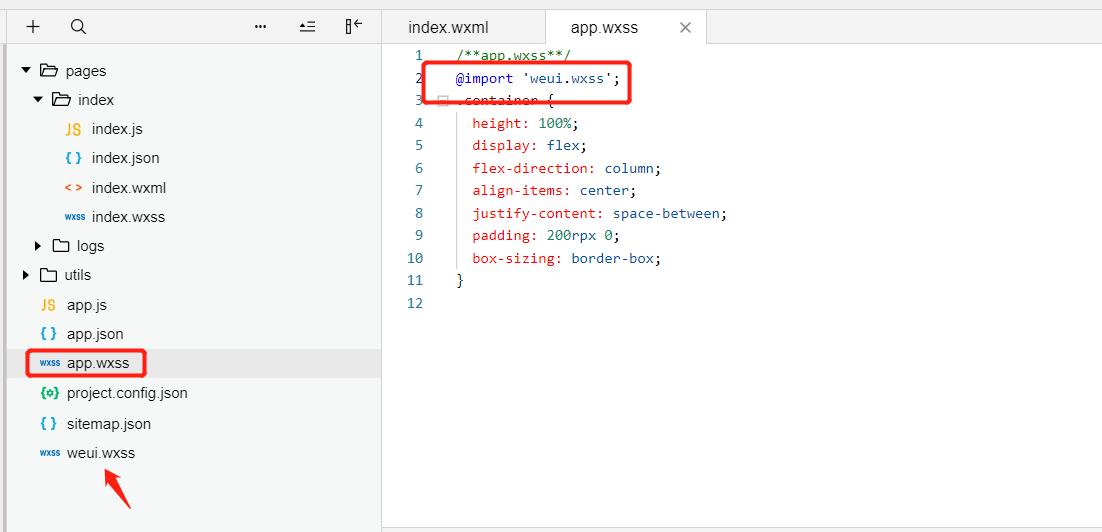 index.wxml
app.wxss
pages
index
JS index.js
{ } index.json
< > index.wxml
wxss index.wxss
logs
utils
JS app.js
{ } app.json
wxss app.wxss
project.config.json
{ } sitemap.json
wxss weui.wxss
1 /**app.wxss**/
2 @import 'weui.wxss';
3 .container {
4 height: 100%;
5 display: flex;
6 flex-direction: column;
7 align-items: center;
8 justify-content: space-between;
9 padding: 200rpx 0;
10 box-sizing: border-box;
11 }
12